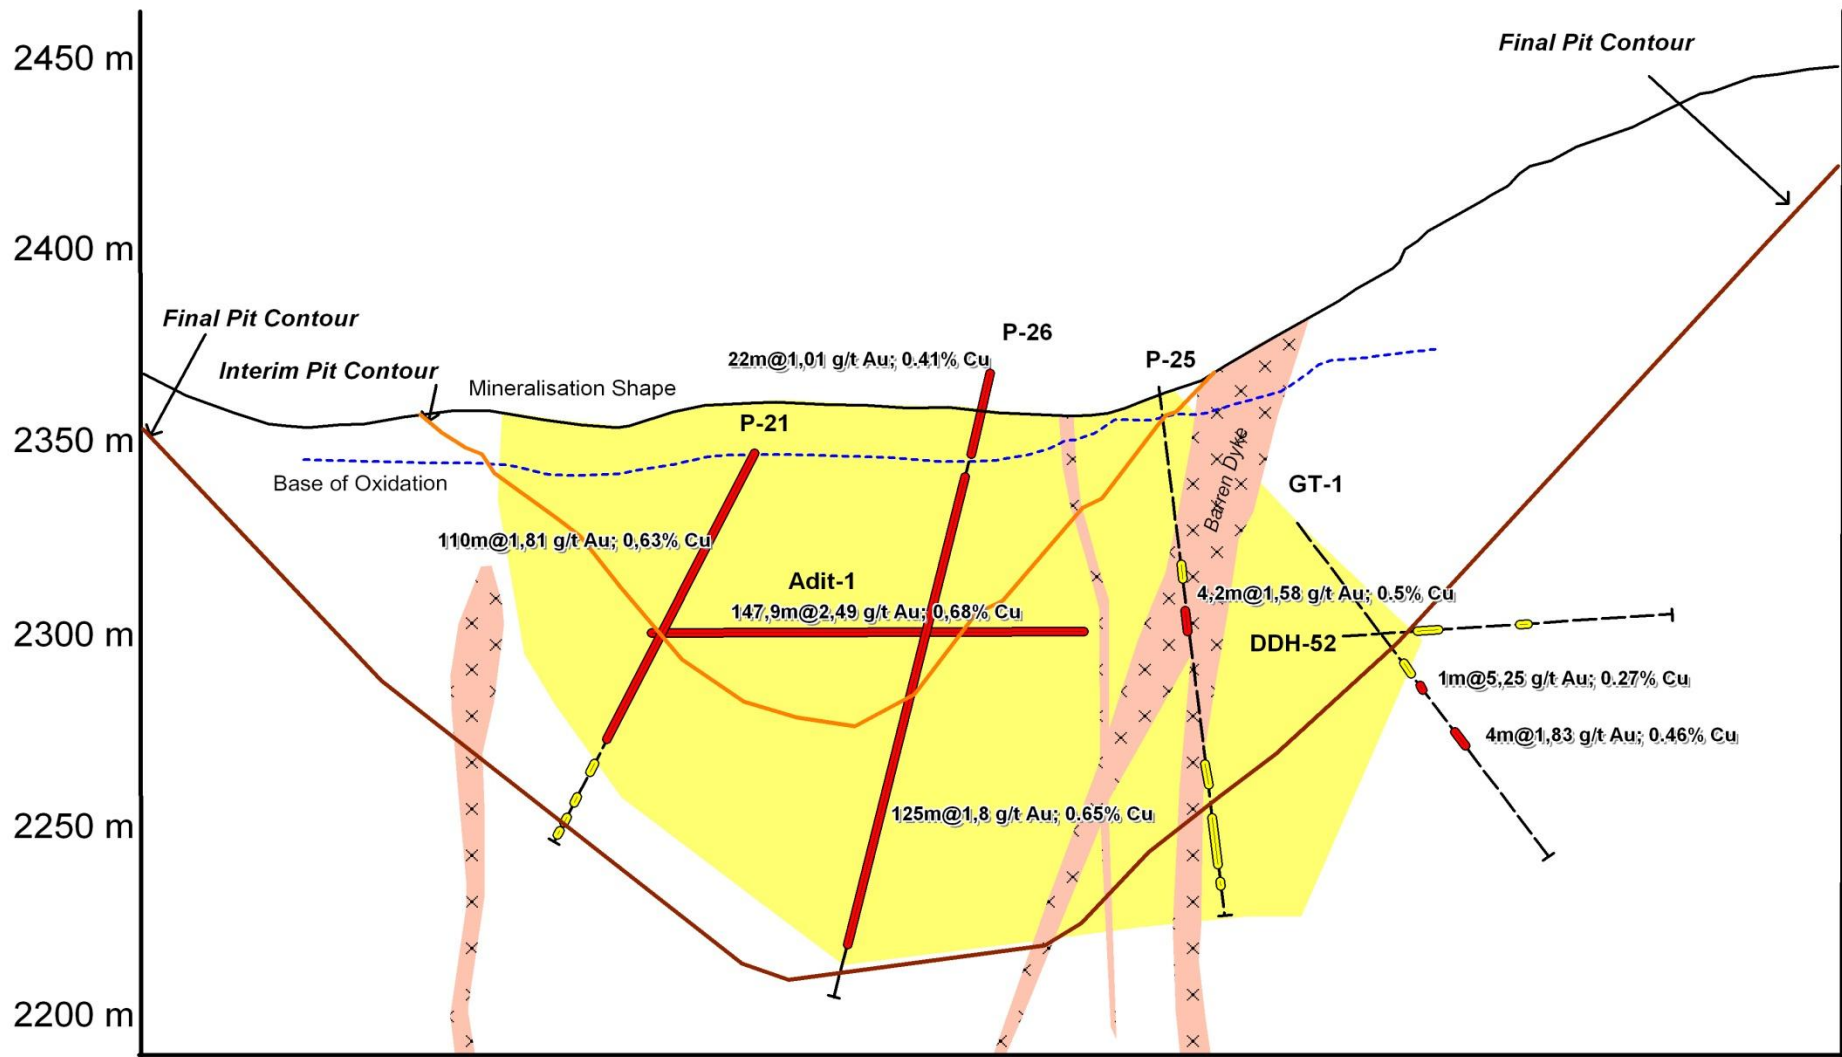 2450 m
Final Pit Contour
2400 m
Final Pit Contour
P-26
22m@1,01 g/t Au; 0.41% Cu
P-25
Interim Pit Contour
Mineralisation Shape
P-21
2350 m
Base of Oxidation
Barren Dyke
GT-1
110m@1,81 g/t Au; 0,63% Cu
Adit-1
147,9m@2,49 g/t Au; 0,68% Cu
4,2m@1,58 g/t Au; 0.5% Cu
2300 m
DDH-52
1m@5,25 g/t Au; 0.27% Cu
4m@1,83 g/t Au; 0.46% Cu
125m@1,8 g/t Au; 0.65% Cu
2250 m
2200 m